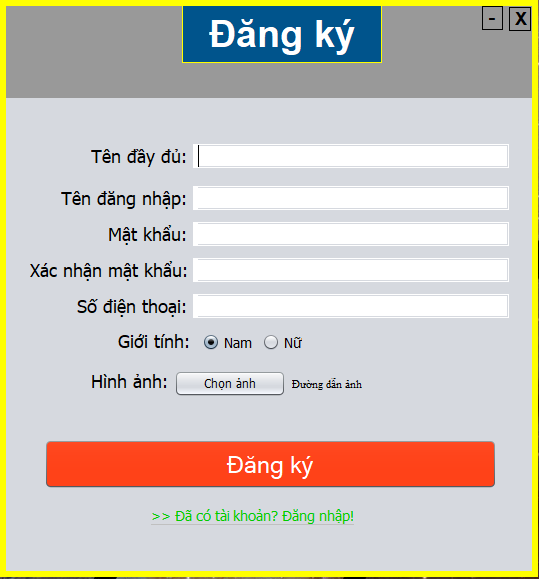 Đăng ký
- X
Tên đầy đủ:
Tên đăng nhập:
Mật khẩu:
Xác nhận mật khẩu:
Số điện thoại:
Giới tính: Nam Nữ
Hình ảnh: Chọn ảnh Đường dẫn ảnh
Đăng ký
>> Đã có tài khoản? Đăng nhập!